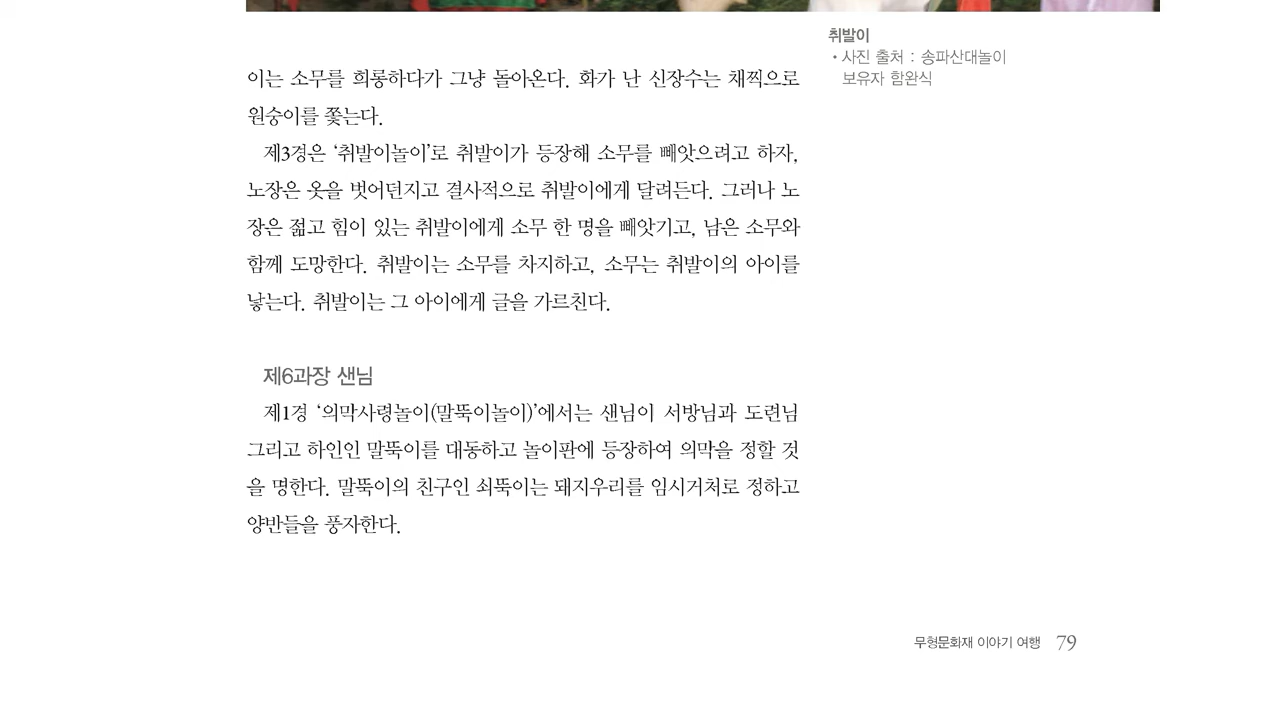 취발이
• 사진 출처 : 송파산대놀이
보유자 함완식
이는 소무를 희롱하다가 그냥 돌아온다. 화가 난 신장수는 채찍으로
원숭이를 쫓는다.
제3경은 ‘취발이놀이’로 취발이가 등장해 소무를 빼앗으려고 하자,
노장은 옷을 벗어던지고 결사적으로 취발이에게 달려든다. 그러나 노
장은 젊고 힘이 있는 취발이에게 소무 한 명을 빼앗기고, 남은 소무와
함께 도망한다. 취발이는 소무를 차지하고, 소무는 취발이의 아이를
낳는다. 취발이는 그 아이에게 글을 가르친다.
제6과장 샌님
제1경 ‘의막사령놀이(말뚝이놀이)’에서는 샌님이 서방님과 도련님
그리고 하인인 말뚝이를 대동하고 놀이판에 등장하여 의막을 정할 것
을 명한다. 말뚝이의 친구인 쇠뚝이는 돼지우리를 임시거처로 정하고
양반들을 풍자한다.
무형문화재 이야기 여행 79